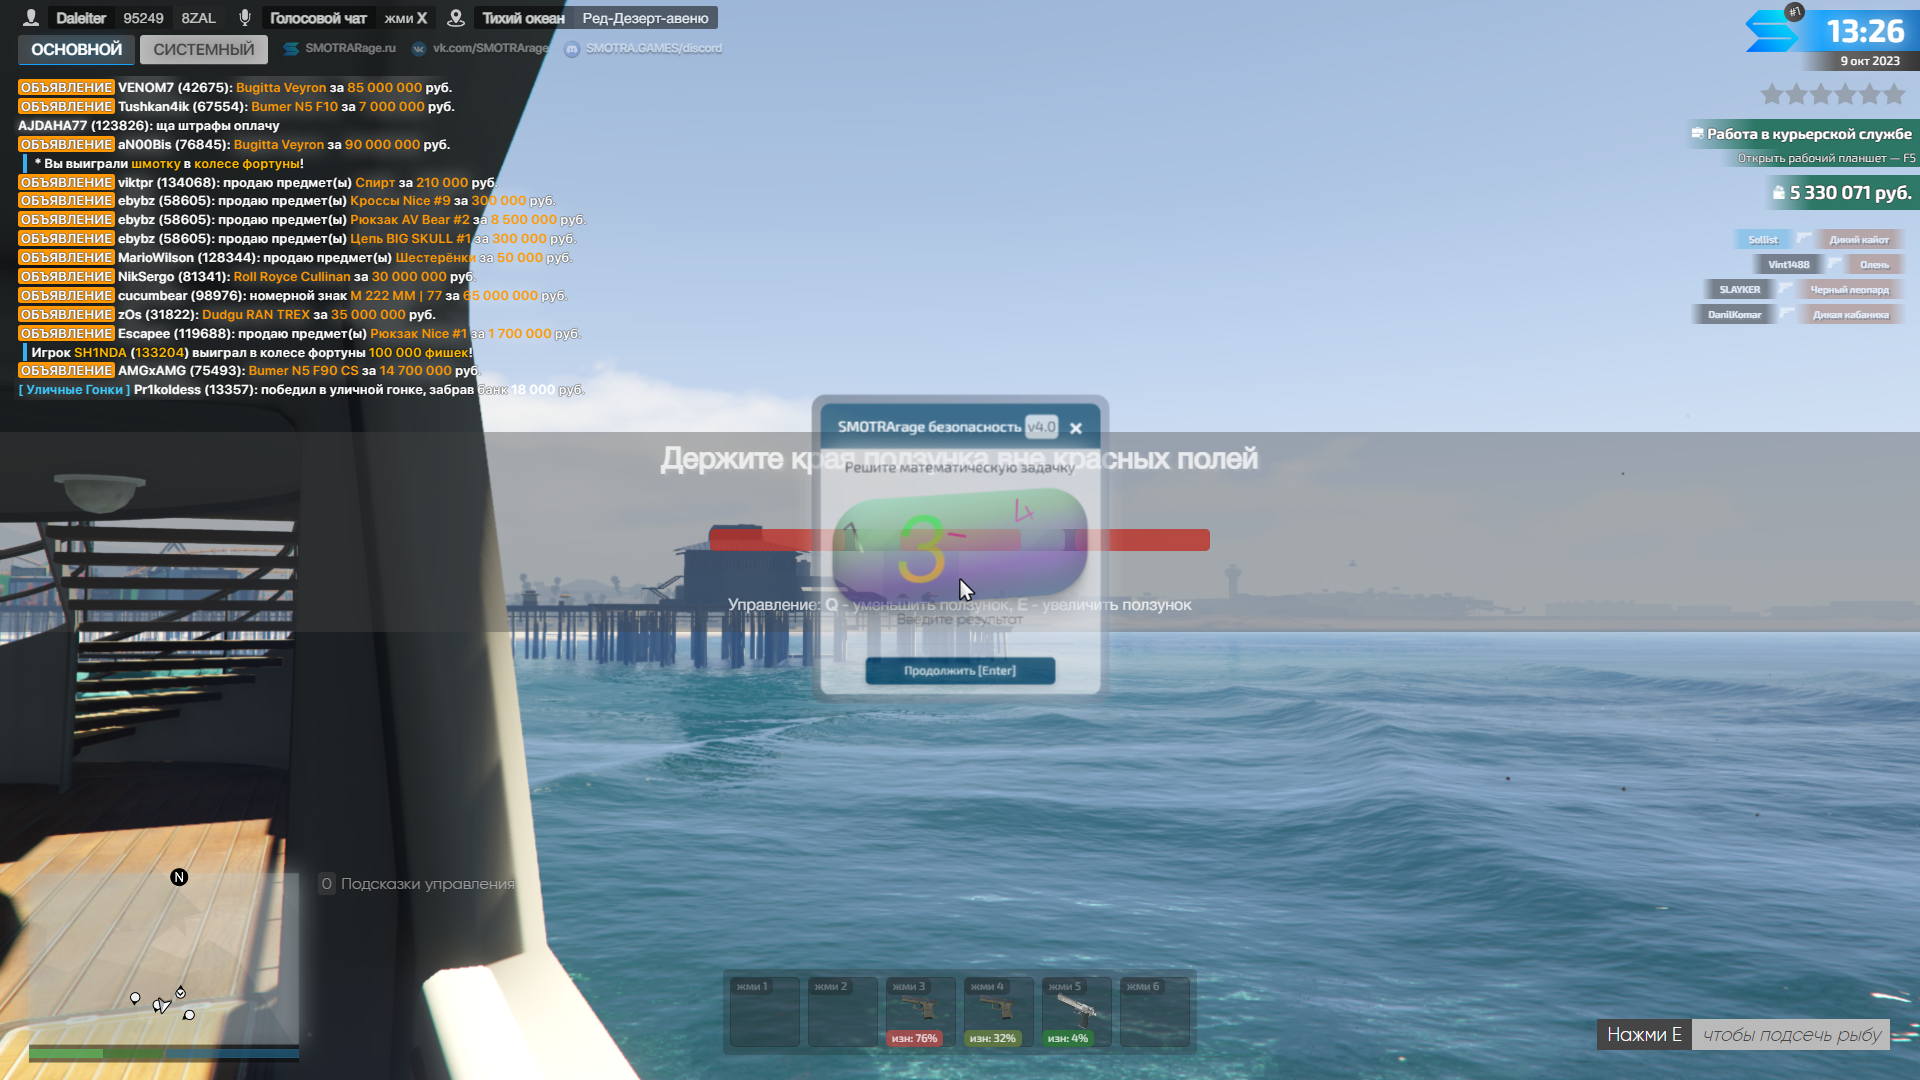 Daleiter 95249 8ZAL Голосовой чат жми X Тихий океан Ред-Дезерт-авеню
ОСНОВНОЙ СИСТЕМНЫЙ SMOTRARage.ru vk.com/SMOTRArage SMOTRA.GAMES/discord
#1
13:26
9 окт 2023
ОБЪЯВЛЕНИЕ VENOM7 (42675): Bugitta Veyron за 85 000 000 руб.
ОБЪЯВЛЕНИЕ Tushkan4ik (67554): Bumer N5 F10 за 7 000 000 руб.
AJDAHA77 (123826): ща штрафы оплачу
ОБЪЯВЛЕНИЕ aN00Bis (76845): Bugitta Veyron за 90 000 000 руб.
* Вы выиграли шмотку в колесе фортуны!
ОБЪЯВЛЕНИЕ viktpr (134068): продаю предмет(ы) Спирт за 210 000 руб.
ОБЪЯВЛЕНИЕ ebybz (58605): продаю предмет(ы) Кроссы Nice #9 за 300 000 руб.
ОБЪЯВЛЕНИЕ ebybz (58605): продаю предмет(ы) Рюкзак AV Bear #2 за 8 500 000 руб.
ОБЪЯВЛЕНИЕ ebybz (58605): продаю предмет(ы) Цепь BIG SKULL #1 за 300 000 руб.
ОБЪЯВЛЕНИЕ MarioWilson (128344): продаю предмет(ы) Шестерёнки за 50 000 руб.
ОБЪЯВЛЕНИЕ NikSergo (81341): Roll Royce Cullinan за 30 000 000 руб.
ОБЪЯВЛЕНИЕ cucumbear (98976): номерной знак М 222 ММ | 77 за 65 000 000 руб.
ОБЪЯВЛЕНИЕ zOs (31822): Dudgu RAN TREX за 35 000 000 руб.
ОБЪЯВЛЕНИЕ Escapee (119688): продаю предмет(ы) Рюкзак Nice #1 за 1 700 000 руб.
Игрок SH1NDA (133204) выиграл в колесе фортуны 100 000 фишек!
ОБЪЯВЛЕНИЕ AMGxAMG (75493): Bumer N5 F90 CS за 14 700 000 руб.
[ Уличные Гонки ] Pr1koldess (13357): победил в уличной гонке, забрав банк 18 000 руб.
Работа в курьерской службе
Открыть рабочий планшет — F5
5 330 071 руб.
Sollist Дикий кайот
Vint1488 Олень
SLAYKER Черный леопард
DanilKomar Дикая кабаниха
SMOTRArage безопасность v4.0
Держите края ползунка вне красных полей
Решите математическую задачку
7 3 - 4
Управление: Q - уменьшить ползунок, E - увеличить ползунок
Введите результат
Продолжить [Enter]
N
0 Подсказки управления
жми 1 жми 2 жми 3 жми 4 жми 5 жми 6
изн: 76% изн: 32% изн: 4%
Нажми E чтобы подсечь рыбу